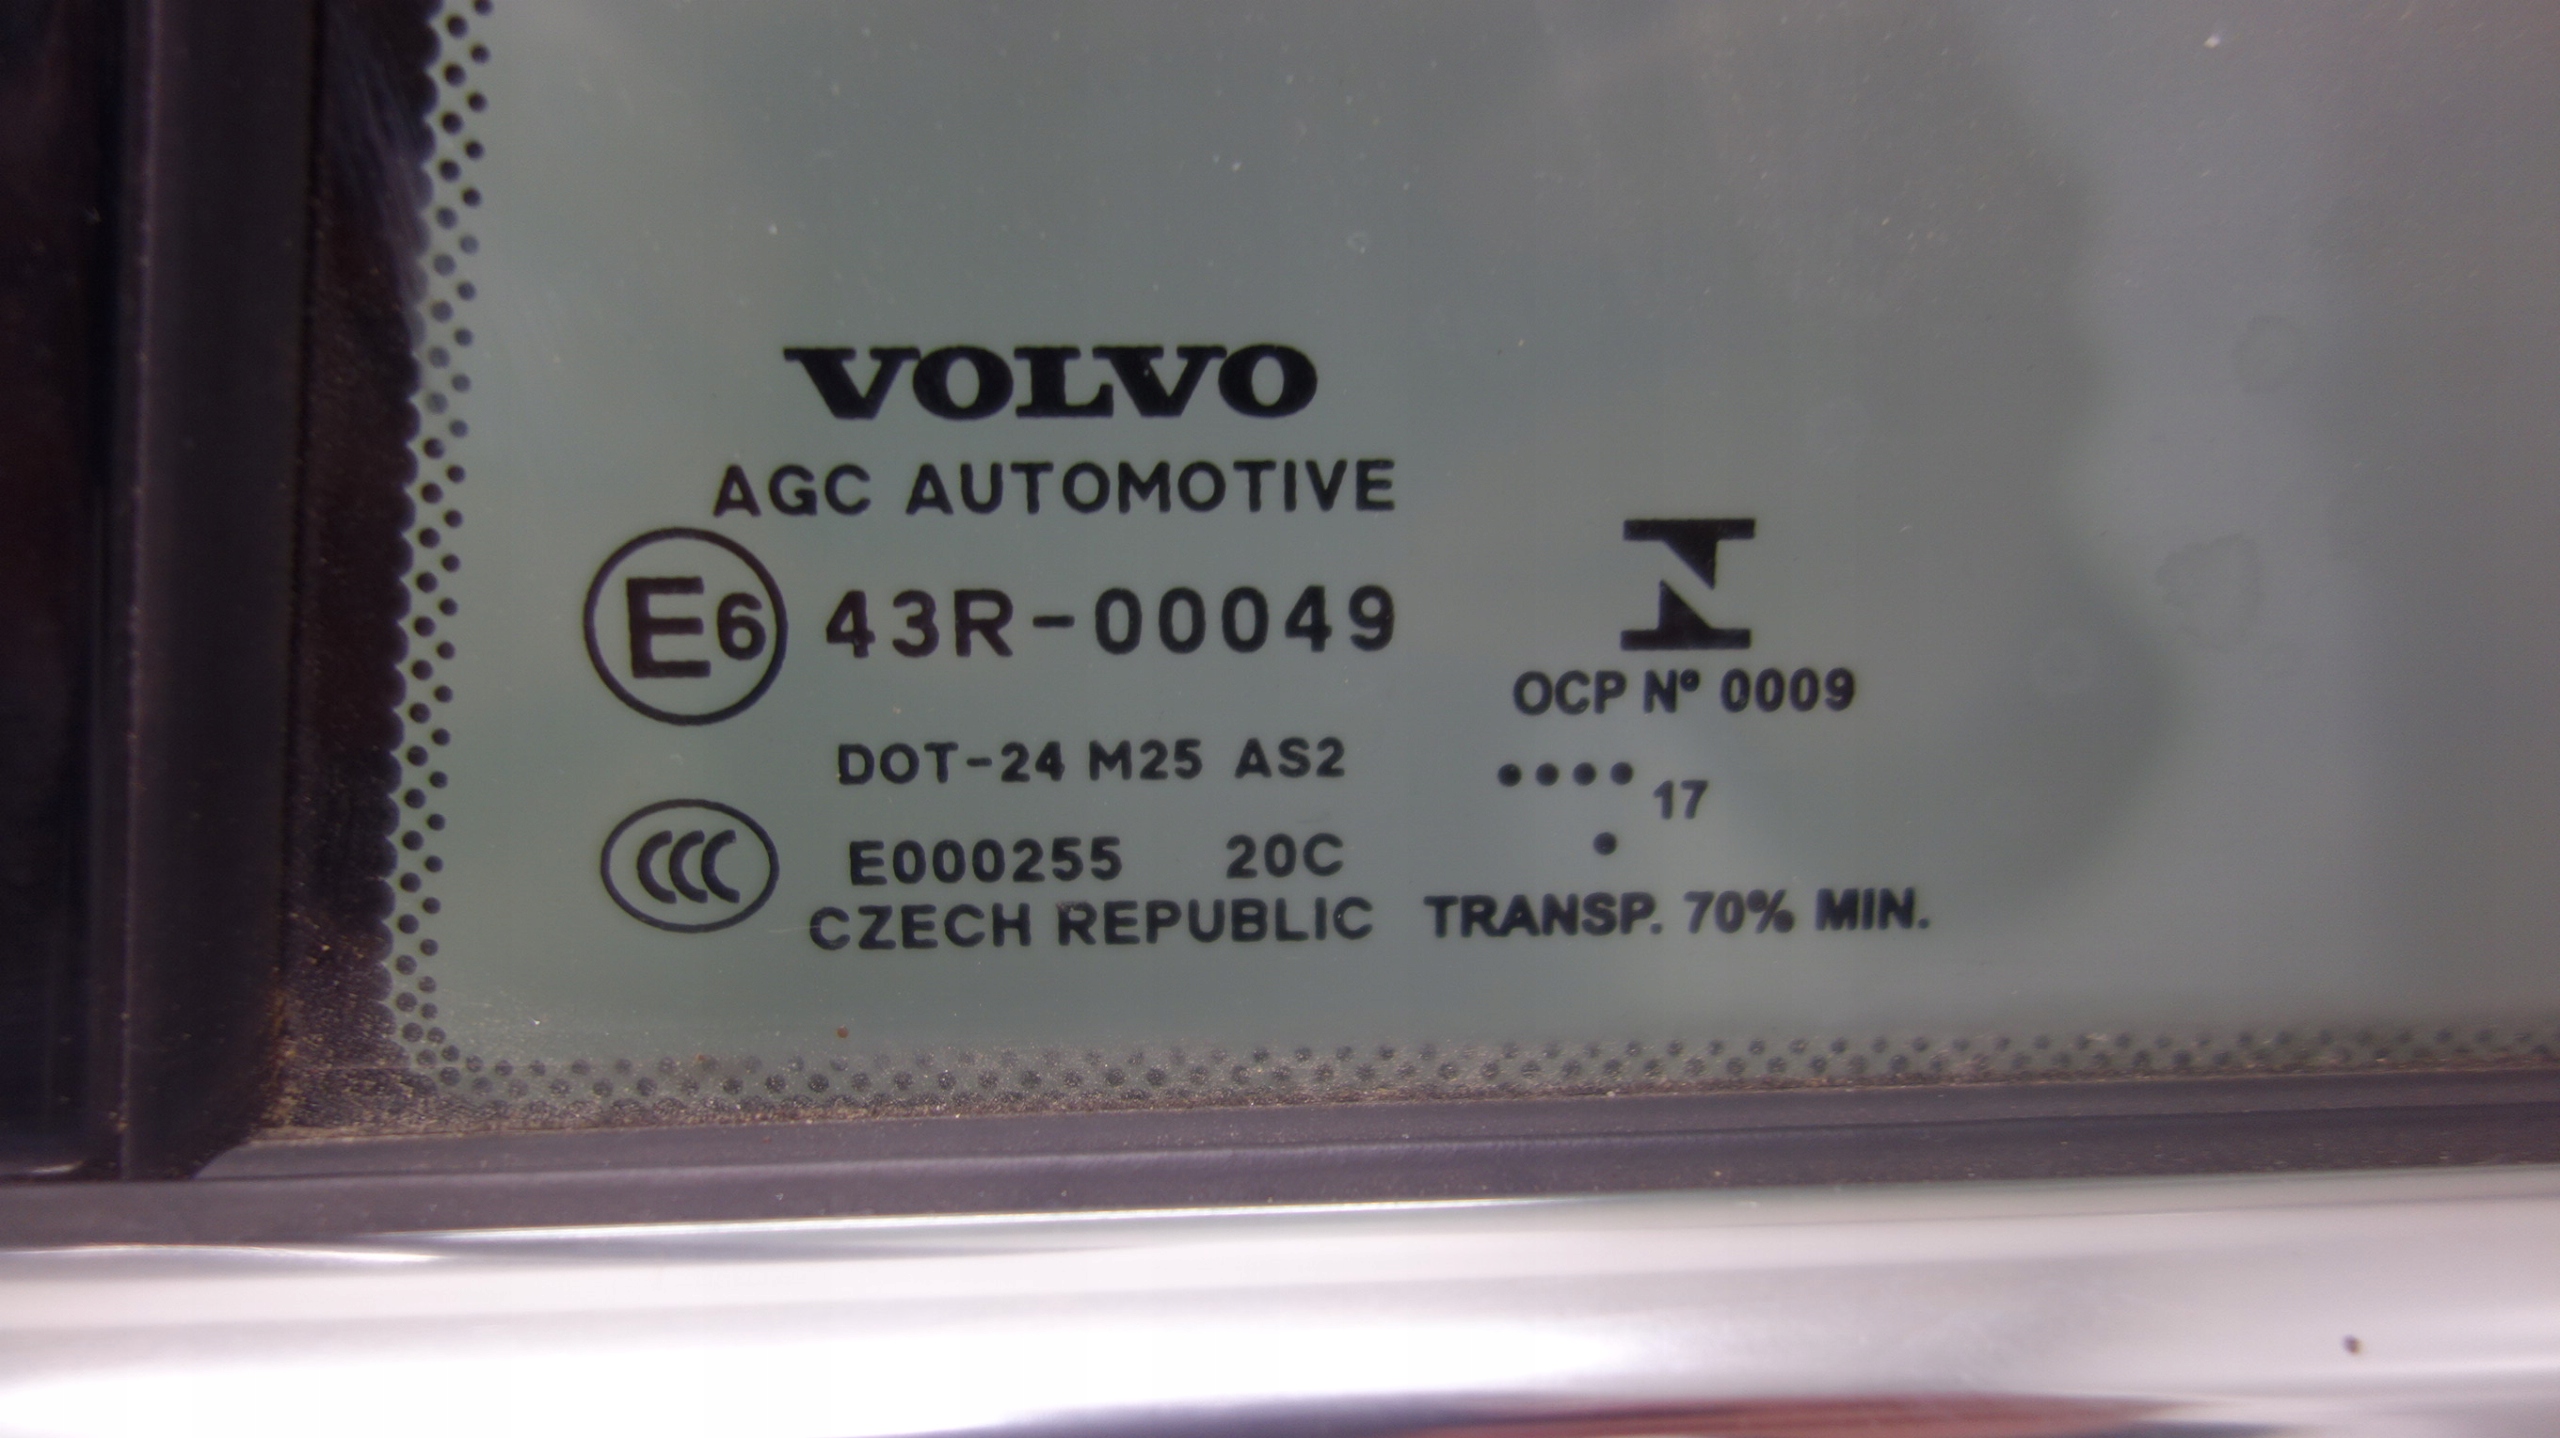 VOLVO
AGC AUTOMOTIVE
E6 43R-00049
OCP Nº 0009
DOT-24 M25 AS2
•••• 17
•
CCC E000255 20C
CZECH REPUBLIC TRANSP. 70% MIN.